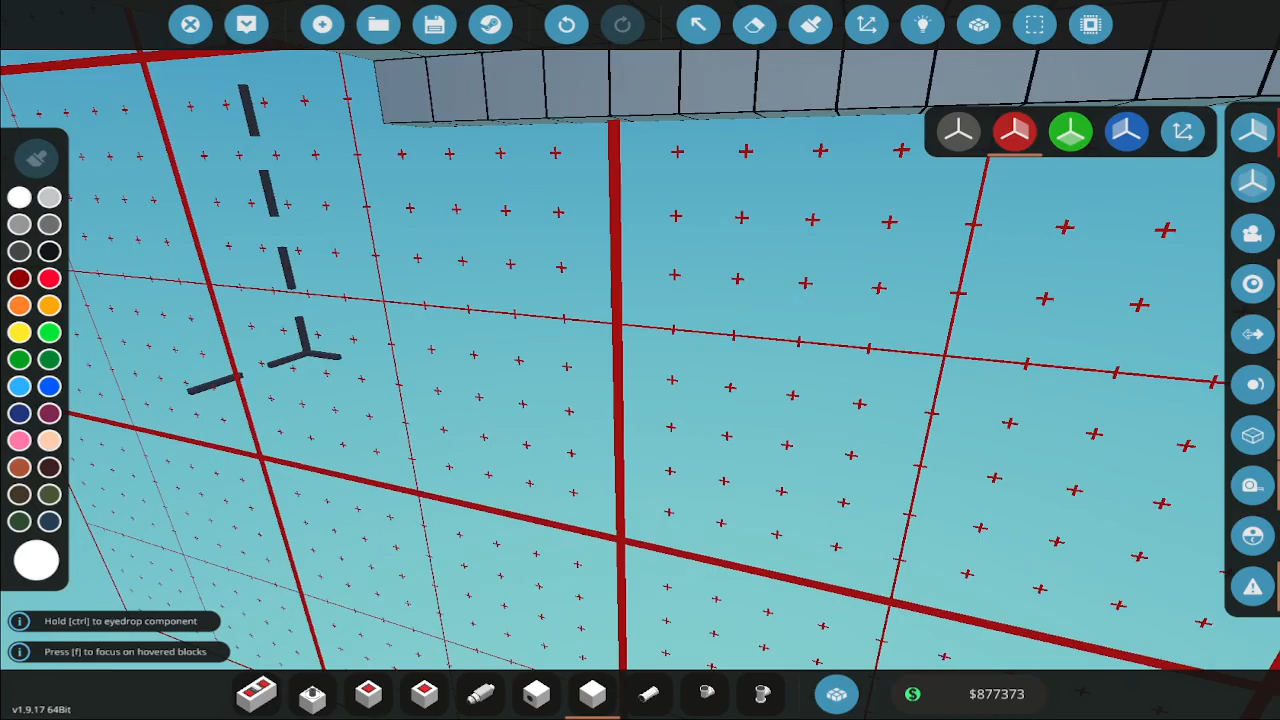 Hold [ctrl] to eyedrop component
Press [f] to focus on hovered blocks
v1.9.17 64Bit
$877373